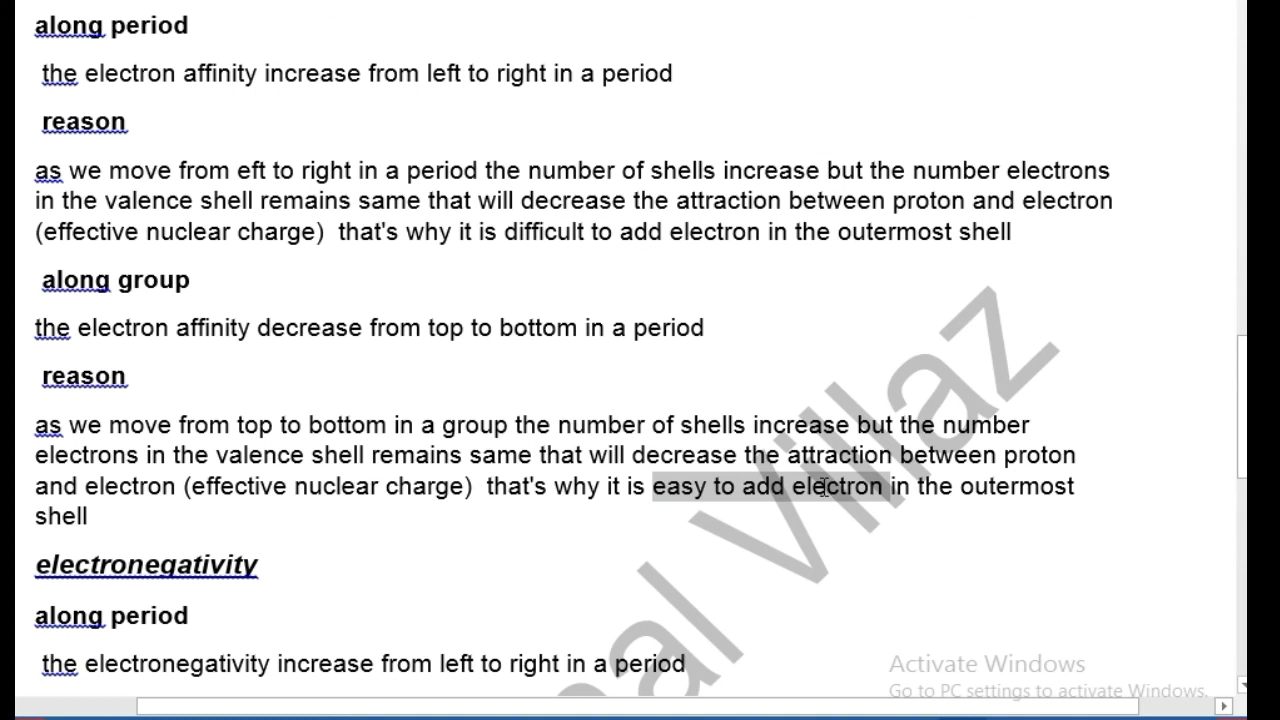 along period
the electron affinity increase from left to right in a period
reason
as we move from eft to right in a period the number of shells increase but the number electrons
in the valence shell remains same that will decrease the attraction between proton and electron
(effective nuclear charge)  that's why it is difficult to add electron in the outermost shell
along group
the electron affinity decrease from top to bottom in a period
reason
as we move from top to bottom in a group the number of shells increase but the number
electrons in the valence shell remains same that will decrease the attraction between proton
and electron (effective nuclear charge)  that's why it is easy to add electron in the outermost
shell
electronegativity
along period
the electronegativity increase from left to right in a period
Activate Windows
Go to PC settings to activate Windows.
al Villaz